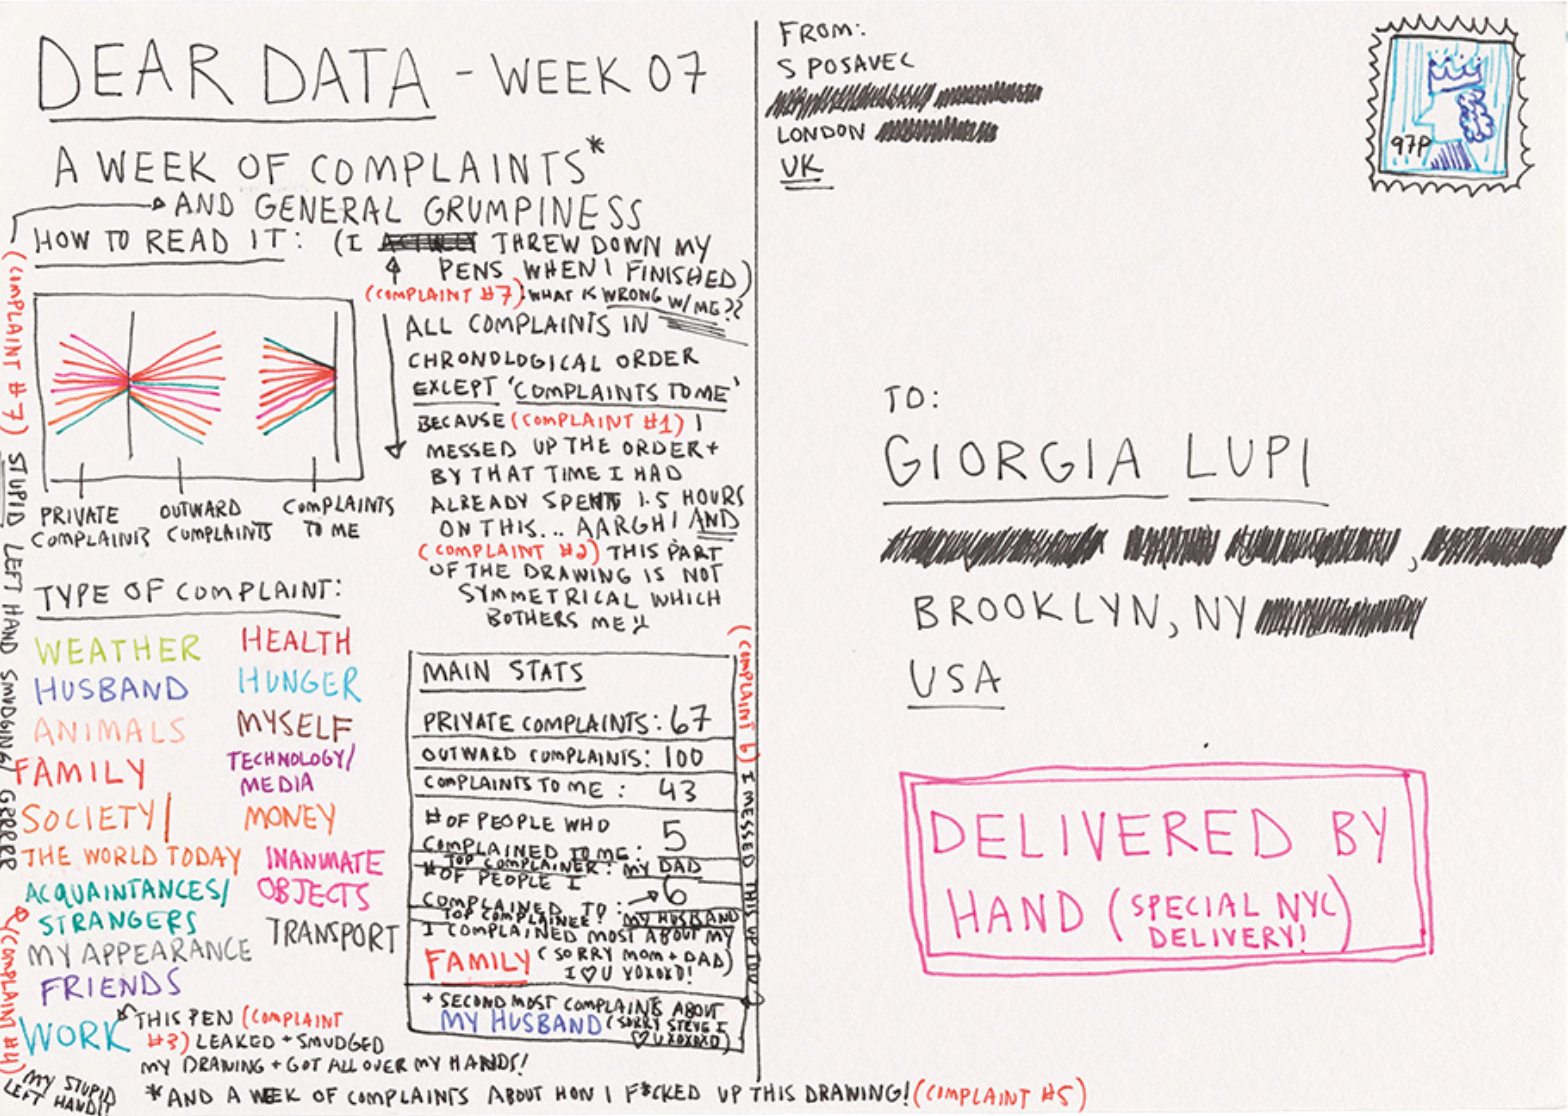 DEAR DATA - WEEK 07
A WEEK OF COMPLAINTS*
AND GENERAL GRUMPINESS
HOW TO READ IT: (I THREW DOWN MY
PENS WHEN I FINISHED)
(COMPLAINT #7) WHAT IS WRONG W/ ME??
(COMPLAINT #7) STUPID LEFT HAND SMUDGING/ GRRRRR
ALL COMPLAINTS IN
CHRONOLOGICAL ORDER
EXCEPT 'COMPLAINTS TO ME'
BECAUSE (COMPLAINT #1) I
MESSED UP THE ORDER +
BY THAT TIME I HAD
ALREADY SPENT 1.5 HOURS
ON THIS... AARGH! AND
(COMPLAINT #2) THIS PART
OF THE DRAWING IS NOT
SYMMETRICAL WHICH
BOTHERS ME!!
PRIVATE
COMPLAINTS
OUTWARD
COMPLAINTS
COMPLAINTS
TO ME
TYPE OF COMPLAINT:
WEATHER
HUSBAND
ANIMALS
FAMILY
SOCIETY/
THE WORLD TODAY
ACQUAINTANCES/
STRANGERS
MY APPEARANCE
FRIENDS
WORK
HEALTH
HUNGER
MYSELF
TECHNOLOGY/
MEDIA
MONEY
INANIMATE
OBJECTS
TRANSPORT
THIS PEN (COMPLAINT
#3) LEAKED + SMUDGED
MY DRAWING + GOT ALL OVER MY HANDS!
(COMPLAINT #4)
MY STUPID
LEFT HAND!!
MAIN STATS
PRIVATE COMPLAINTS: 67
OUTWARD COMPLAINTS: 100
COMPLAINTS TO ME: 43
# OF PEOPLE WHO
COMPLAINED TO ME: 5
TOP COMPLAINER: MY DAD
# OF PEOPLE I
COMPLAINED TO: 6
TOP COMPLAINEE: MY HUSBAND
I COMPLAINED MOST ABOUT MY
FAMILY (SORRY MOM + DAD)
I ♡ U XOXOXO!
+ SECOND MOST COMPLAINTS ABOUT
MY HUSBAND (SORRY STEVE I
♡ U XOXOXO)
(COMPLAINT 6) I MESSED THIS UP TOO
*AND A WEEK OF COMPLAINTS ABOUT HOW I F*CKED UP THIS DRAWING! (COMPLAINT #5)
FROM:
S POSAVEC
LONDON
UK
97P
TO:
GIORGIA LUPI
BROOKLYN, NY
USA
DELIVERED BY
HAND (SPECIAL NYC
DELIVERY!)